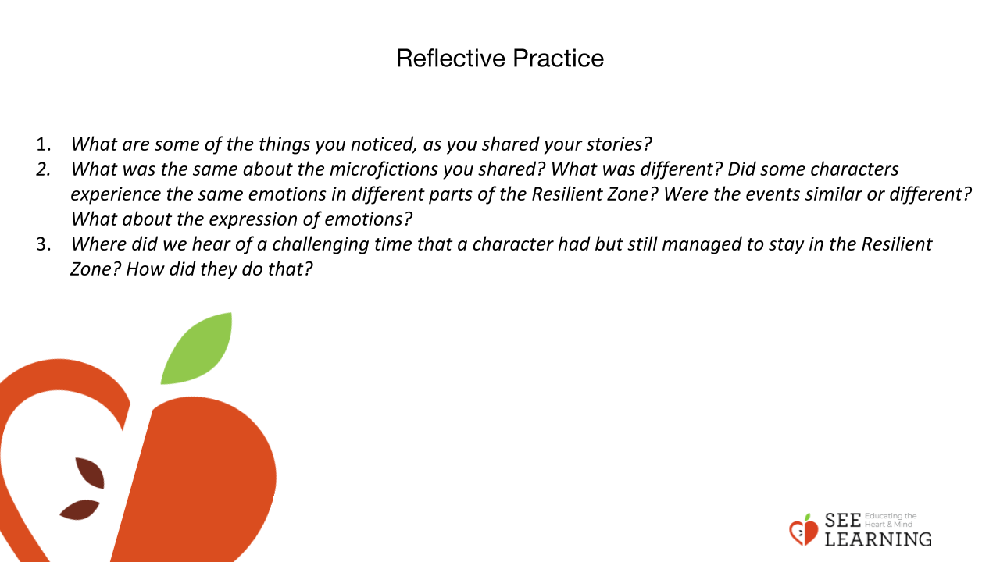 Reflective Practice
1. What are some of the things you noticed, as you shared your stories?
2. What was the same about the microfictions you shared? What was different? Did some characters
experience the same emotions in different parts of the Resilient Zone? Were the events similar or different?
What about the expression of emotions?
3. Where did we hear of a challenging time that a character had but still managed to stay in the Resilient
Zone? How did they do that?
SEE Educating the
Heart & Mind
LEARNING